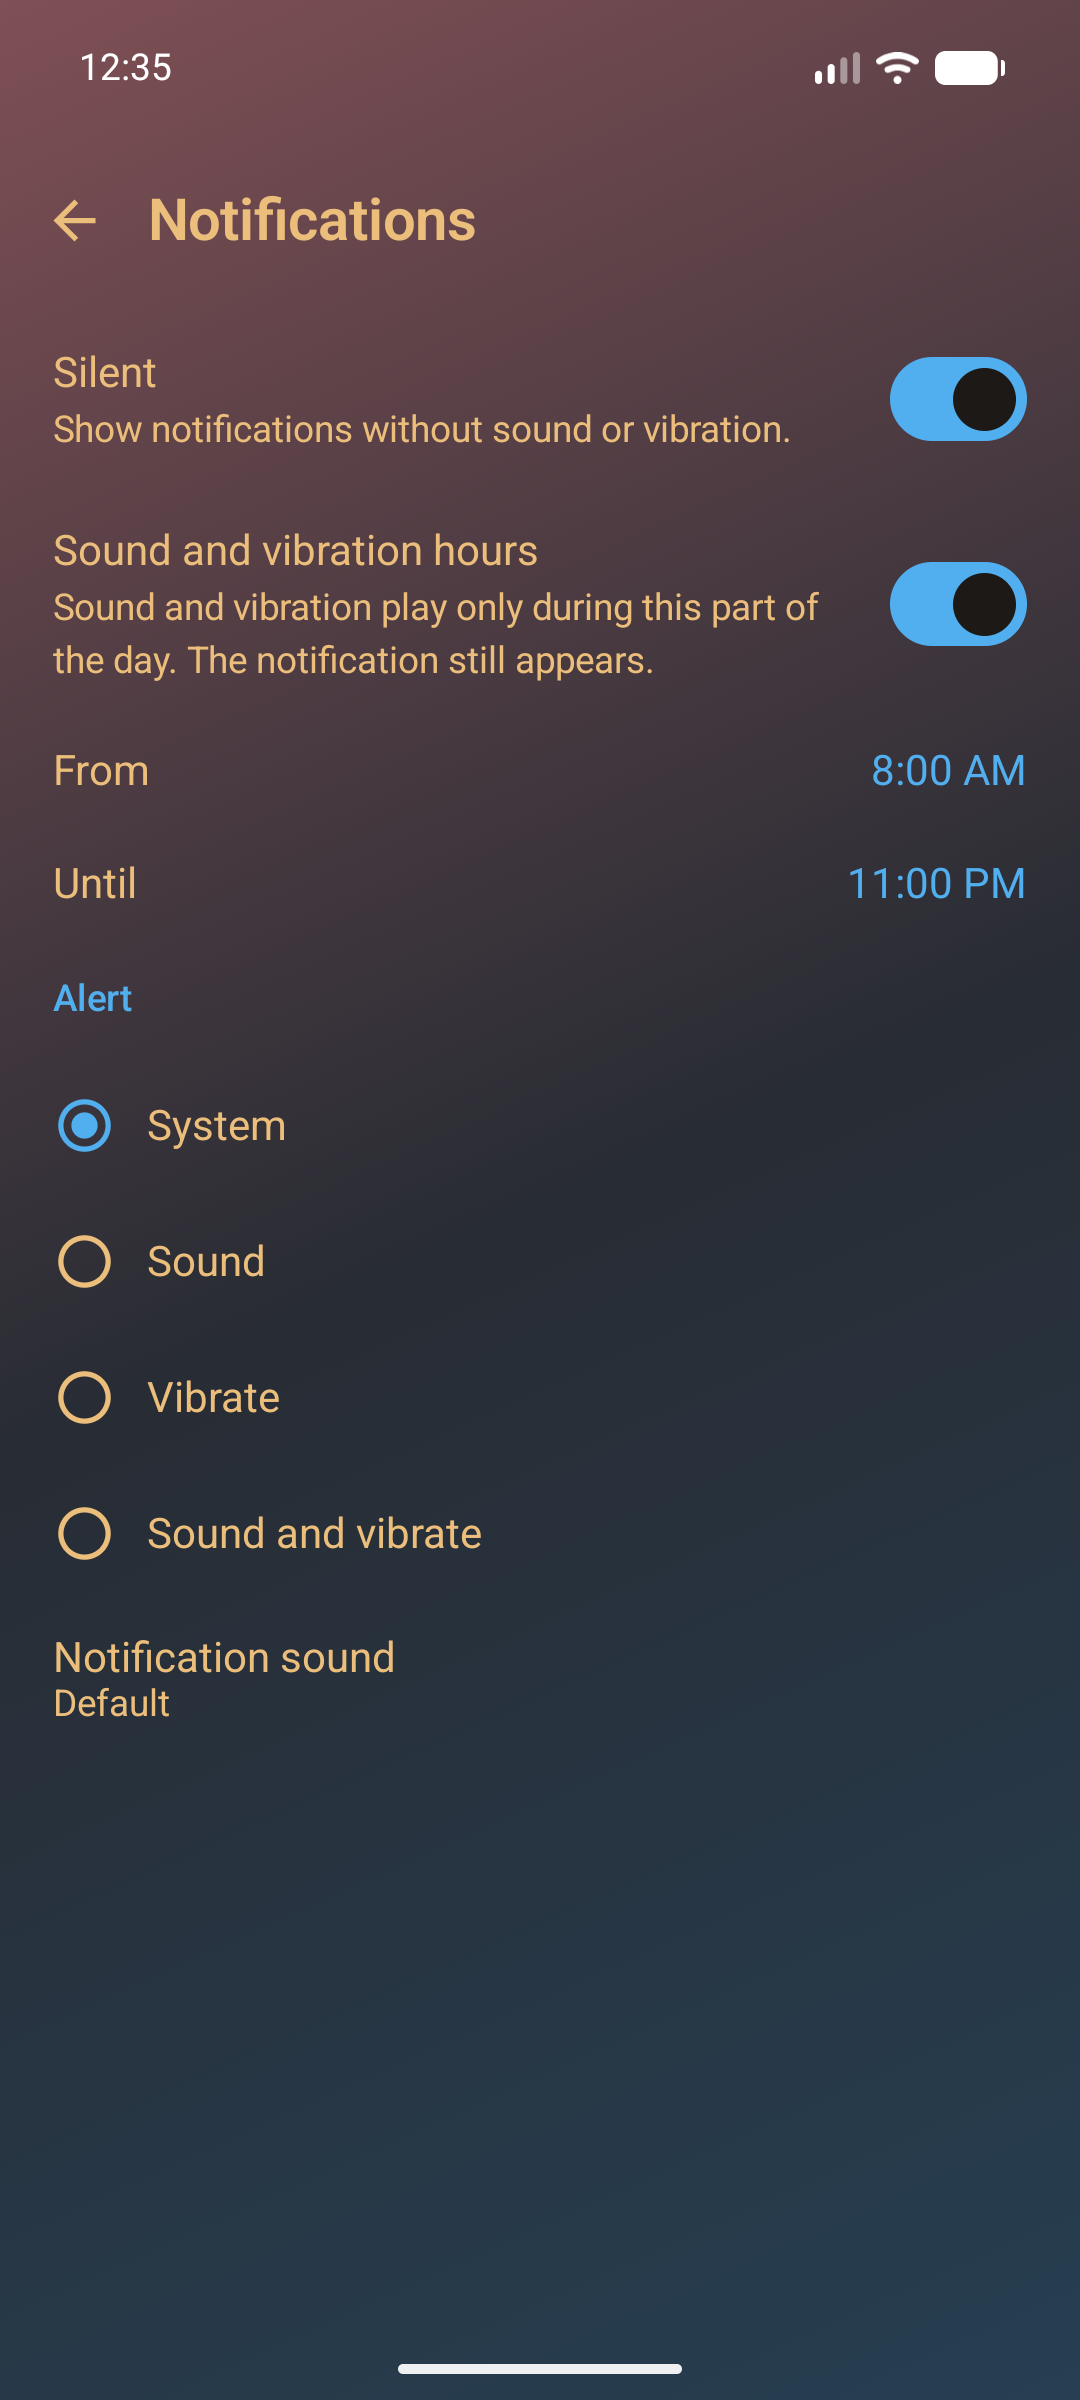 12:35
Notifications
Silent
Show notifications without sound or vibration.
Sound and vibration hours
Sound and vibration play only during this part of
the day. The notification still appears.
From
8:00 AM
Until
11:00 PM
Alert
System
Sound
Vibrate
Sound and vibrate
Notification sound
Default